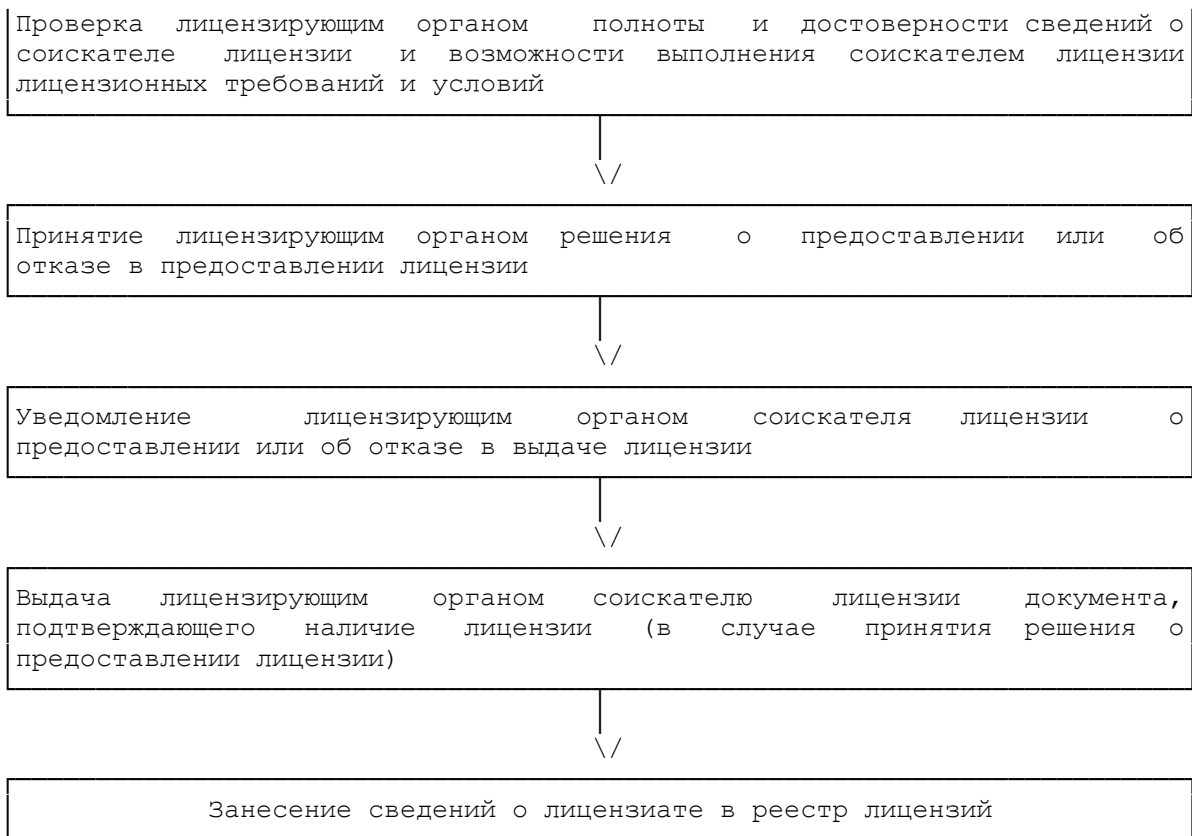 Проверка лицензирующим органом полноты и достоверности сведений о
соискателе лицензии и возможности выполнения соискателем лицензии
лицензионных требований и условий
\/
Принятие лицензирующим органом решения о предоставлении или об
отказе в предоставлении лицензии
\/
Уведомление лицензирующим органом соискателя лицензии о
предоставлении или об отказе в выдаче лицензии
\/
Выдача лицензирующим органом соискателю лицензии документа,
подтверждающего наличие лицензии (в случае принятия решения о
предоставлении лицензии)
\/
Занесение сведений о лицензиате в реестр лицензий